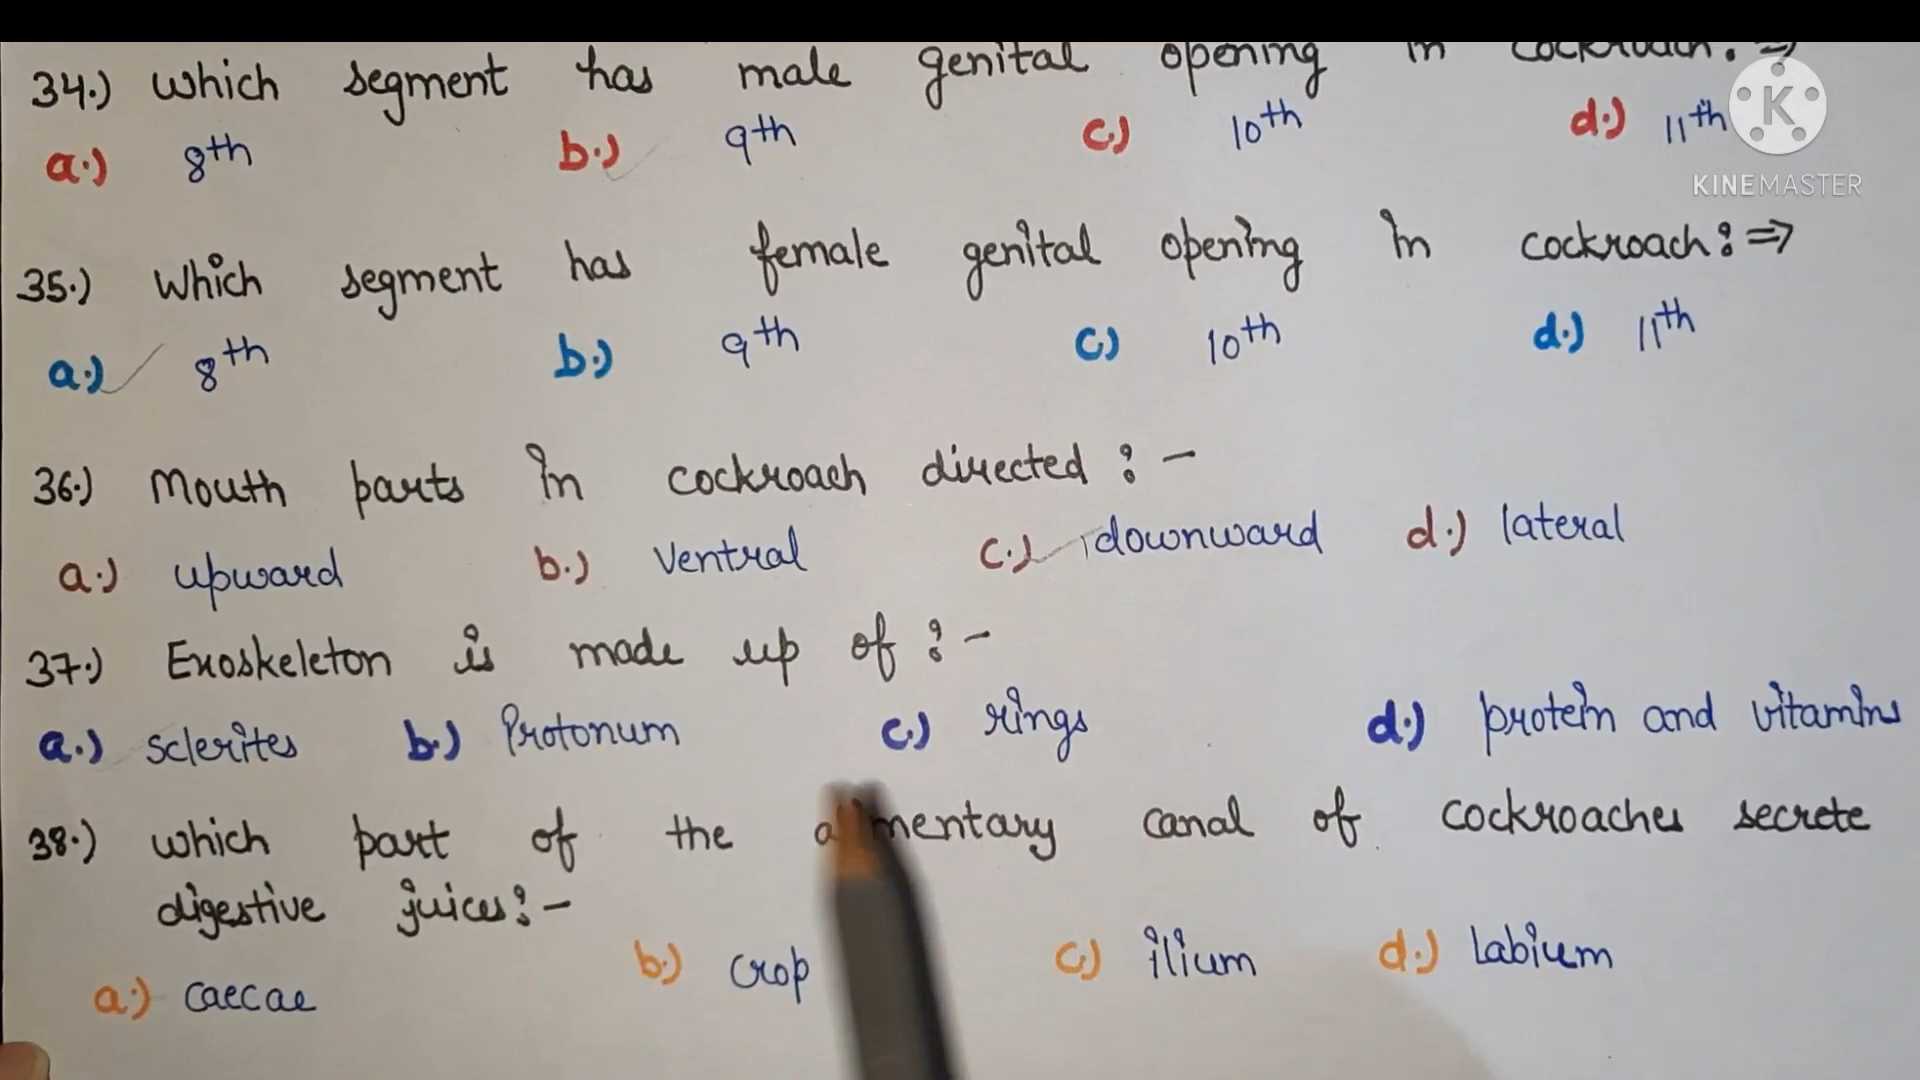 34.) Which segment has male genital opening in cockroach: ⇒
a.) 8th b.) 9th c.) 10th d.) 11th
KINEMASTER
35.) Which segment has female genital opening in cockroach: ⇒
a.) 8th b.) 9th c.) 10th d.) 11th
36.) Mouth parts in cockroach directed : -
a.) upward b.) Ventral c.) downward d.) lateral
37.) Exoskeleton is made up of : -
a.) sclerites b.) Protonum c.) rings d.) protein and vitamins
38.) which part of the canal of cockroaches secrete
digestive juices: -
a.) caecae b.) crop c.) ilium d.) Labium